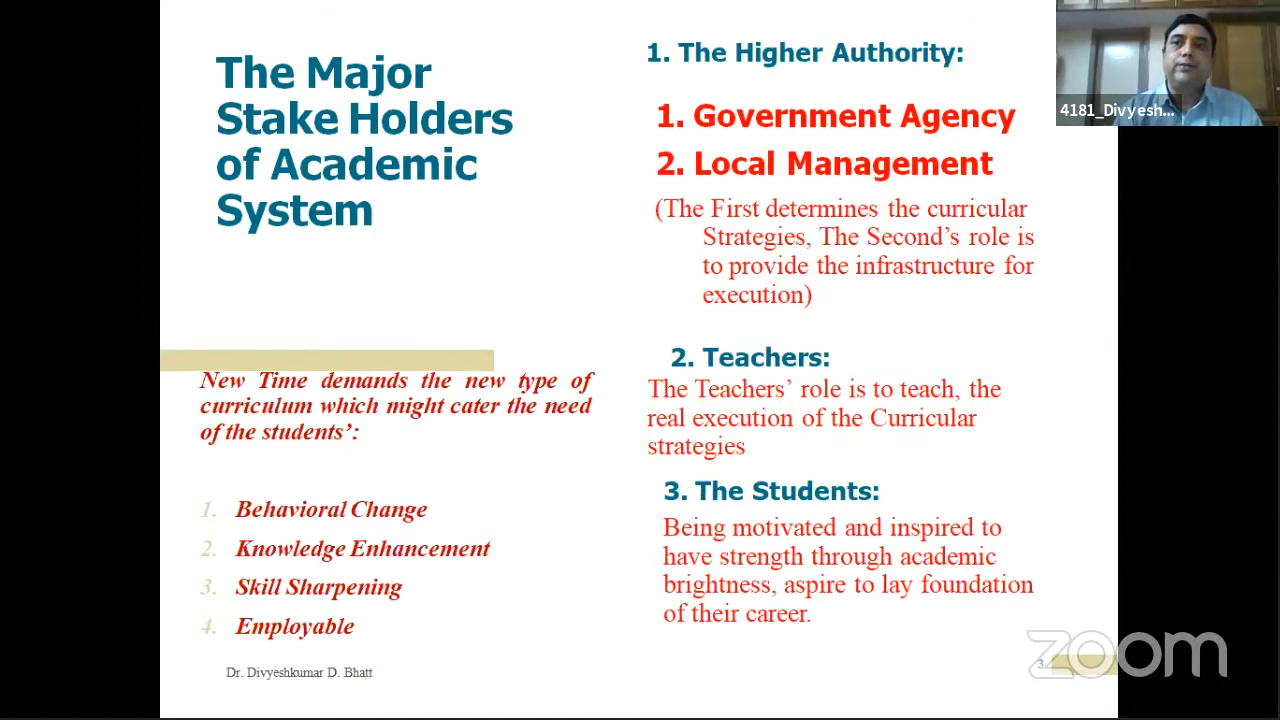 The Major
Stake Holders
of Academic
System
New Time demands the new type of
curriculum which might cater the need
of the students’:
1. Behavioral Change
2. Knowledge Enhancement
3. Skill Sharpening
4. Employable
Dr. Divyeshkumar D. Bhatt
1. The Higher Authority:
1. Government Agency
2. Local Management
(The First determines the curricular
Strategies, The Second’s role is
to provide the infrastructure for
execution)
2. Teachers:
The Teachers’ role is to teach, the
real execution of the Curricular
strategies
3. The Students:
Being motivated and inspired to
have strength through academic
brightness, aspire to lay foundation
of their career.
3
4181_Divyesh...
zoom